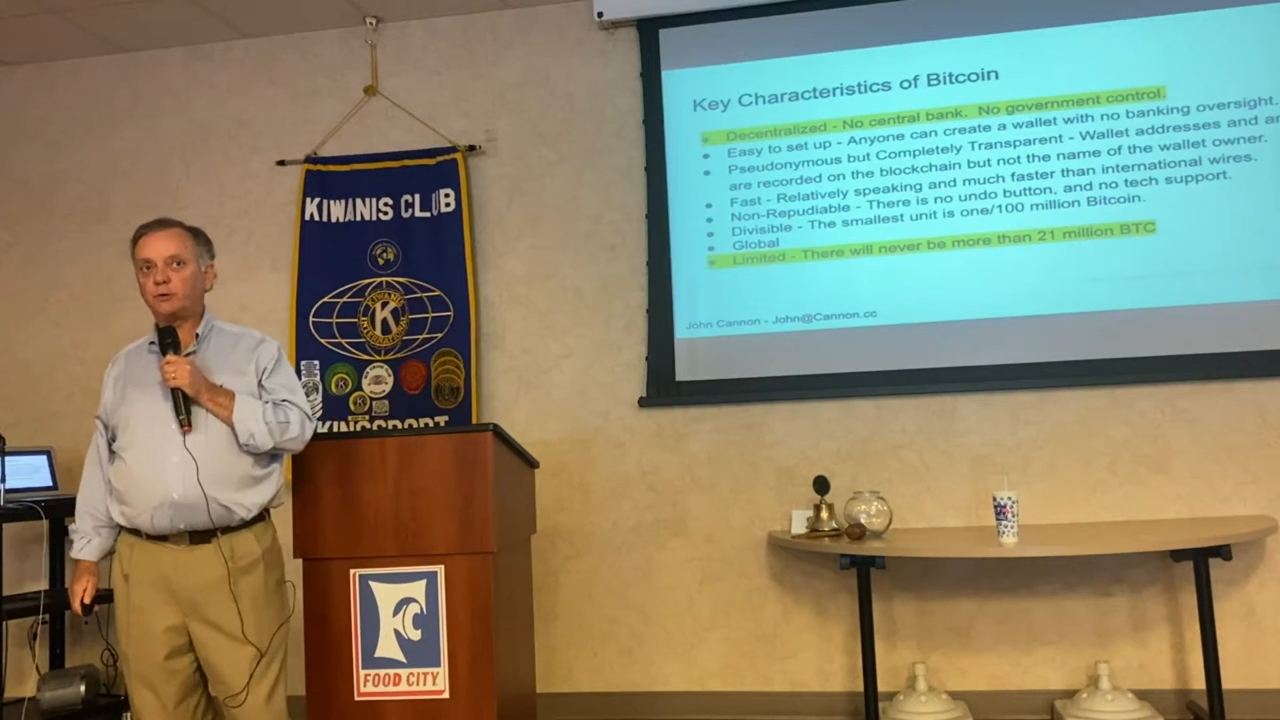 KIWANIS CLUB
KIWANIS
K
INTERNATIONAL
KINGSPORT
FC
FOOD CITY
Key Characteristics of Bitcoin
Decentralized - No central bank. No government control.
Easy to set up - Anyone can create a wallet with no banking oversight.
Pseudonymous but Completely Transparent - Wallet addresses and
are recorded on the blockchain but not the name of the wallet owner.
Fast - Relatively speaking and much faster than international wires.
Non-Repudiable - There is no undo button, and no tech support.
Divisible - The smallest unit is one/100 million Bitcoin.
Global
Limited - There will never be more than 21 million BTC
John Cannon - John@Cannon.cc